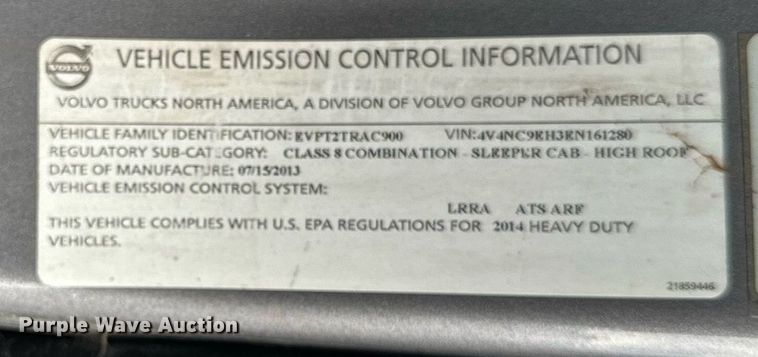 VOLVO
VEHICLE EMISSION CONTROL INFORMATION
VOLVO TRUCKS NORTH AMERICA, A DIVISION OF VOLVO GROUP NORTH AMERICA, LLC
VEHICLE FAMILY IDENTIFICATION: EVPT2TRAC900 VIN: 4V4NC9EH3EN161280
REGULATORY SUB-CATEGORY: CLASS 8 COMBINATION - SLEEPER CAB - HIGH ROOF
DATE OF MANUFACTURE: 07/15/2013
VEHICLE EMISSION CONTROL SYSTEM:
LRRA ATS ARF
THIS VEHICLE COMPLIES WITH U.S. EPA REGULATIONS FOR 2014 HEAVY DUTY
VEHICLES.
21859446
Purple Wave Auction